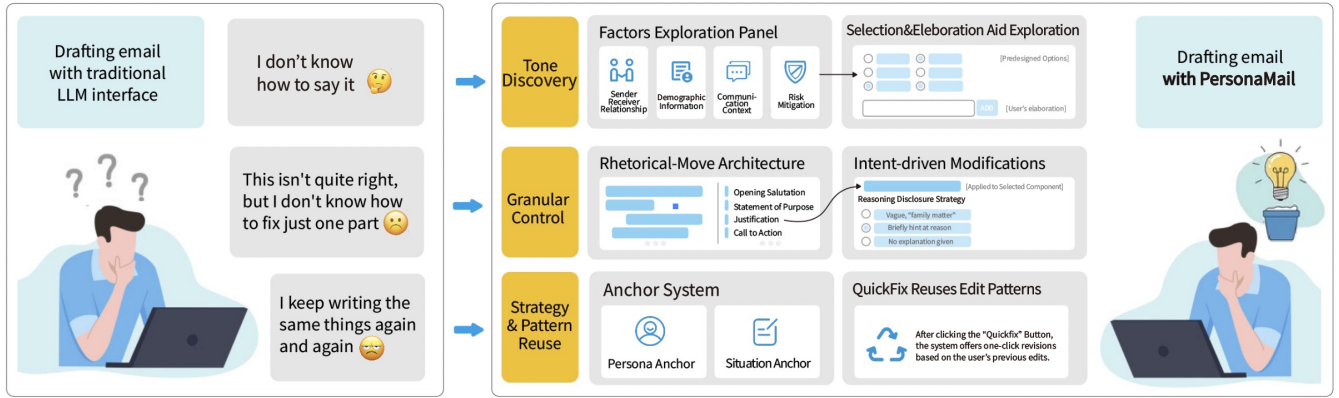 Drafting email
with traditional
LLM interface
I don’t know
how to say it
This isn't quite right,
but I don't know how
to fix just one part
I keep writing the
same things again
and again
Tone
Discovery
Factors Exploration Panel
Sender
Receiver
Relationship
Demographic
Information
Communi-
cation
Context
Risk
Mitigation
Selection&Eleboration Aid Exploration
[Predesigned Options]
ADD
[User's elaboration]
Granular
Control
Rhetorical-Move Architecture
Opening Salutation
Statement of Purpose
Justification
Call to Action
Intent-driven Modifications
[Applied to Selected Component]
Reasoning Disclosure Strategy
Vague, “family matter”
Briefly hint at reason
No explanation given
Strategy
& Pattern
Reuse
Anchor System
Persona Anchor
Situation Anchor
QuickFix Reuses Edit Patterns
After clicking the “Quickfix” Button,
the system offers one-click revisions
based on the user’s previous edits.
Drafting email
with PersonaMail